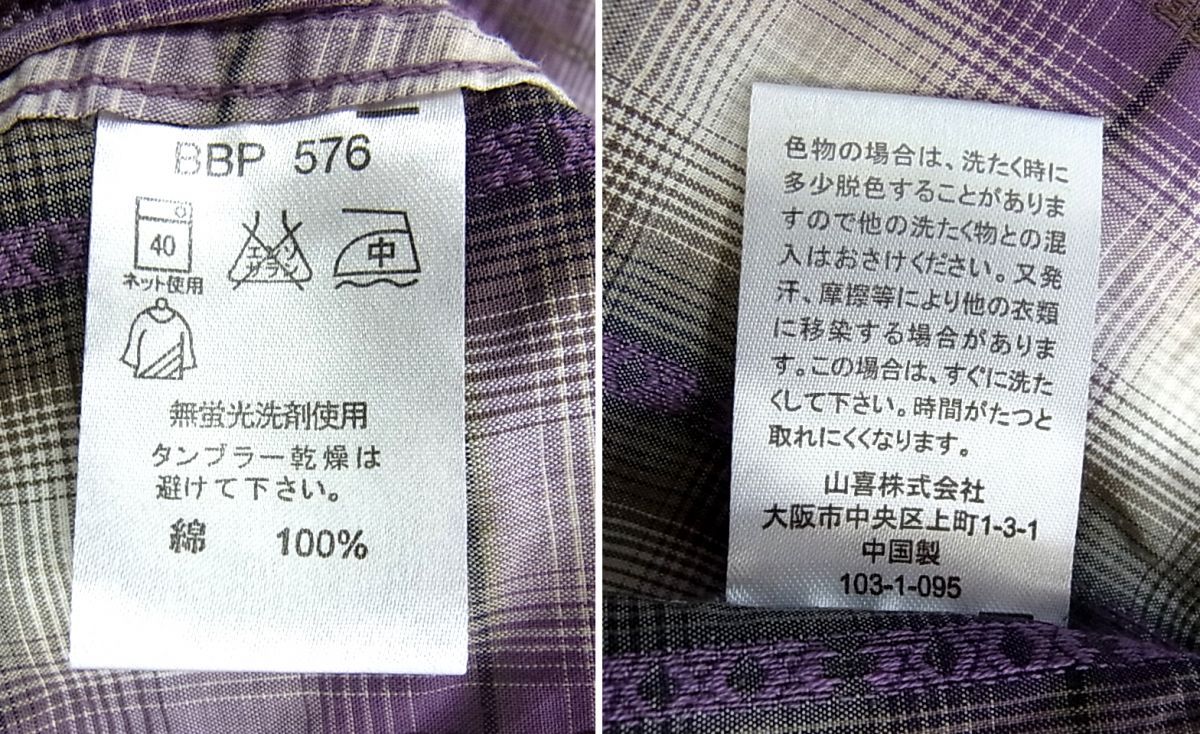 BBP 576
40
ネット使用
エンソ
サラシ
中
無蛍光洗剤使用
タンブラー乾燥は
避けて下さい。
綿 100%
色物の場合は、洗たく時に
多少脱色することがありま
すので他の洗たく物との混
入はおさけください。又発
汗、摩擦等により他の衣類
に移染する場合がありま
す。この場合は、すぐに洗た
くして下さい。時間がたつと
取れにくくなります。
山喜株式会社
大阪市中央区上町1-3-1
中国製
103-1-095